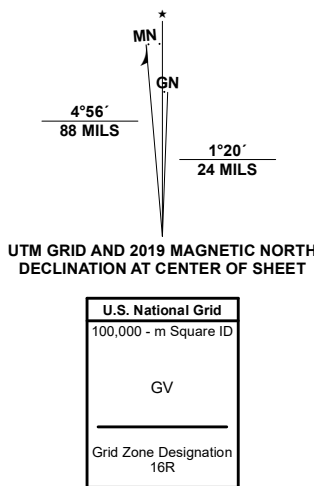 ★
MN
GN
4°56´
88 MILS
1°20´
24 MILS
UTM GRID AND 2019 MAGNETIC NORTH
DECLINATION AT CENTER OF SHEET
U.S. National Grid
100,000 - m Square ID
GV
Grid Zone Designation
16R